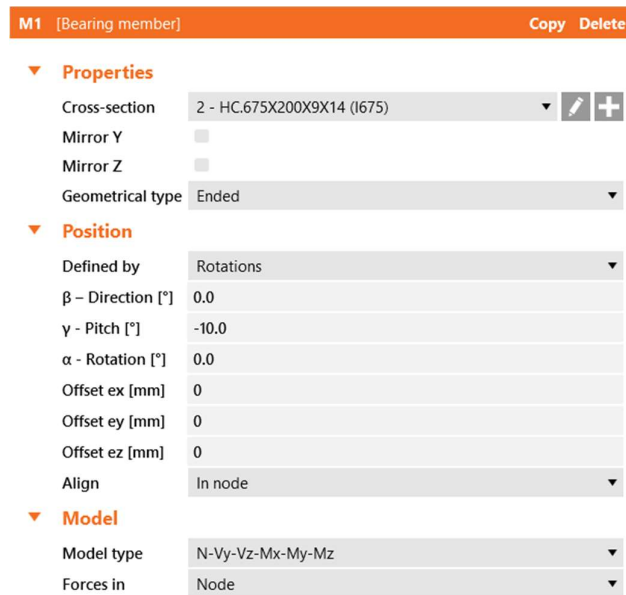 M1 [Bearing member] Copy Delete
Properties
Cross-section 2 - HC.675X200X9X14 (I675)
Mirror Y
Mirror Z
Geometrical type Ended
Position
Defined by Rotations
β – Direction [°] 0.0
γ - Pitch [°] -10.0
α - Rotation [°] 0.0
Offset ex [mm] 0
Offset ey [mm] 0
Offset ez [mm] 0
Align In node
Model
Model type N-Vy-Vz-Mx-My-Mz
Forces in Node